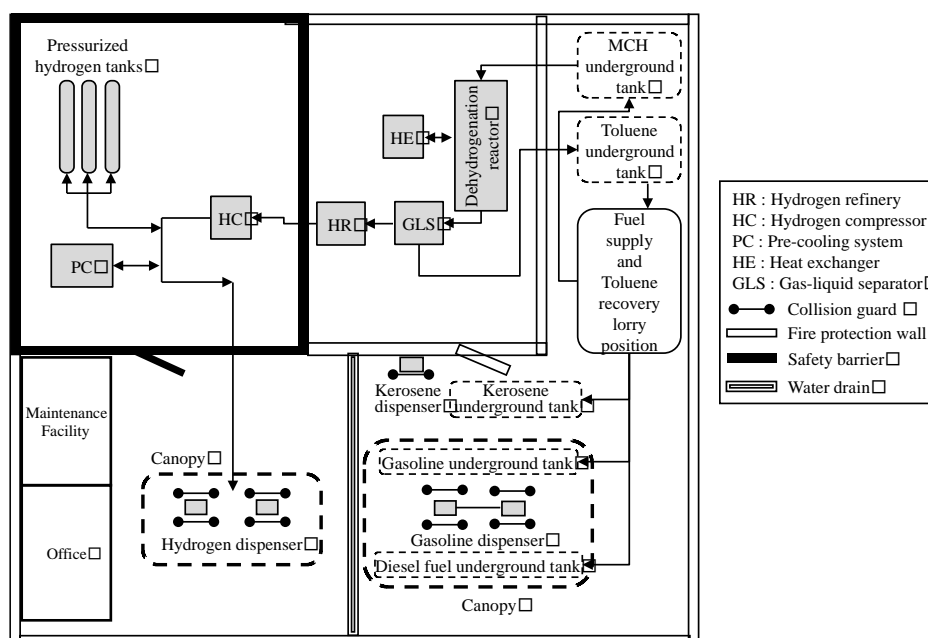 Pressurized
hydrogen tanks□
MCH
underground
tank□
HE□
Dehydrogenation
reactor□
Toluene
underground
tank□
HC□
HR□
GLS□
PC□
Fuel
supply
and
Toluene
recovery
lorry
position
HR : Hydrogen refinery
HC : Hydrogen compressor
PC : Pre-cooling system
HE : Heat exchanger
GLS : Gas-liquid separator□
Collision guard □
Fire protection wall
Safety barrier□
Water drain□
Maintenance
Facility
Office□
Kerosene
dispenser□
Kerosene
underground tank□
Canopy□
Hydrogen dispenser□
Gasoline underground tank□
Gasoline dispenser□
Diesel fuel underground tank□
Canopy□